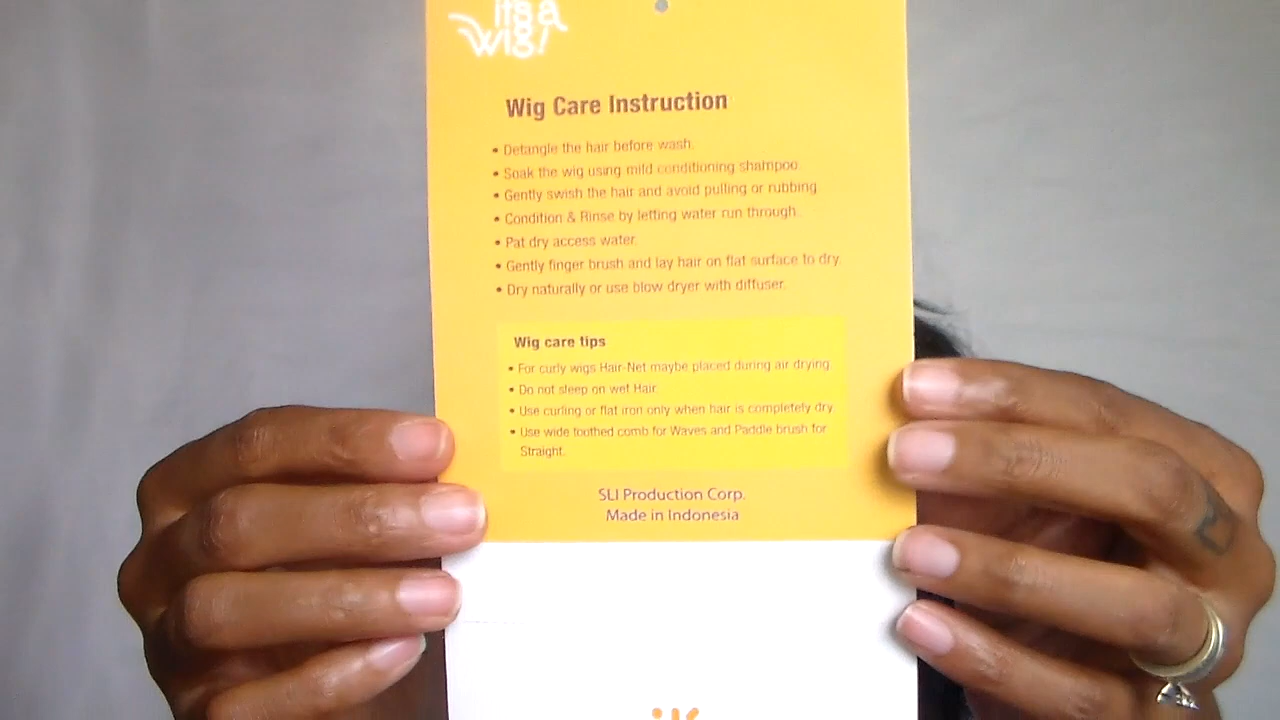 it's a
wig!
Wig Care Instruction
• Detangle the hair before wash.
• Soak the wig using mild conditioning shampoo.
• Gently swish the hair and avoid pulling or rubbing.
• Condition & Rinse by letting water run through.
• Pat dry access water.
• Gently finger brush and lay hair on flat surface to dry.
• Dry naturally or use blow dryer with diffuser.
Wig care tips
• For curly wigs Hair-Net maybe placed during air drying.
• Do not sleep on wet Hair.
• Use curling or flat iron only when hair is completely dry.
• Use wide toothed comb for Waves and Paddle brush for
Straight.
SLI Production Corp.
Made in Indonesia